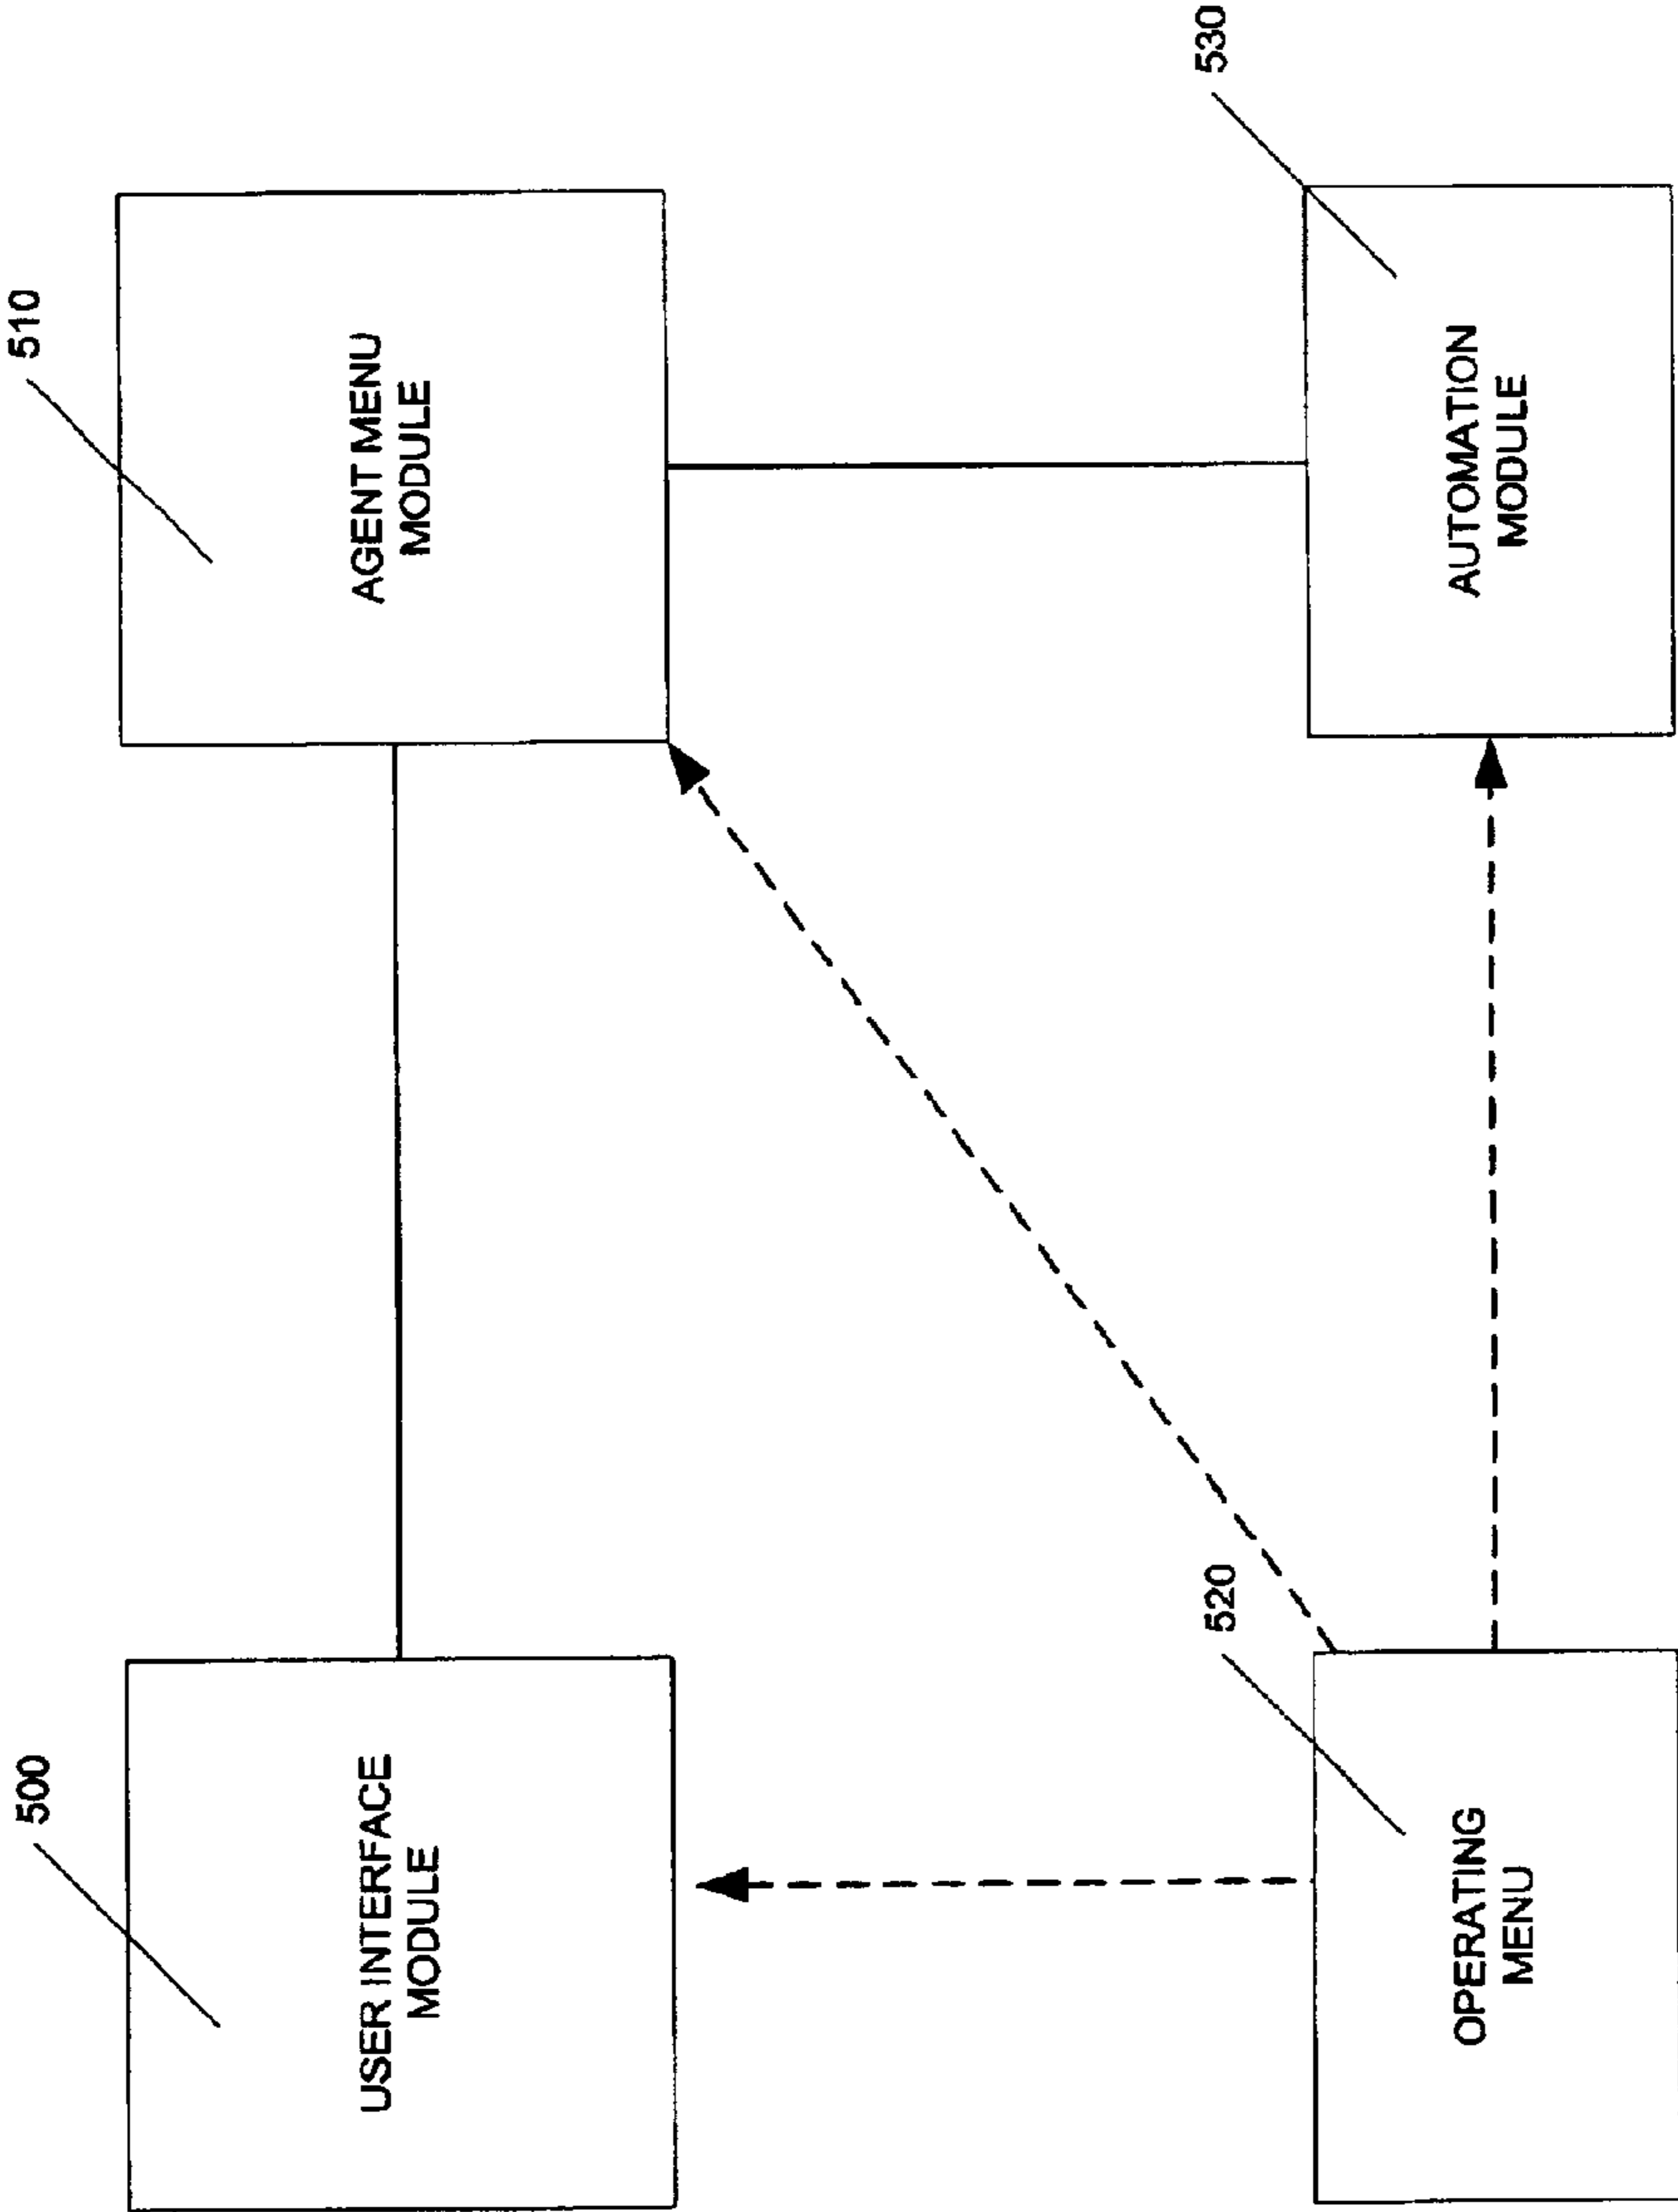 500
USER INTERFACE
MODULE
510
AGENT MENU
MODULE
520
OPERATING
MENU
530
AUTOMATION
MODULE